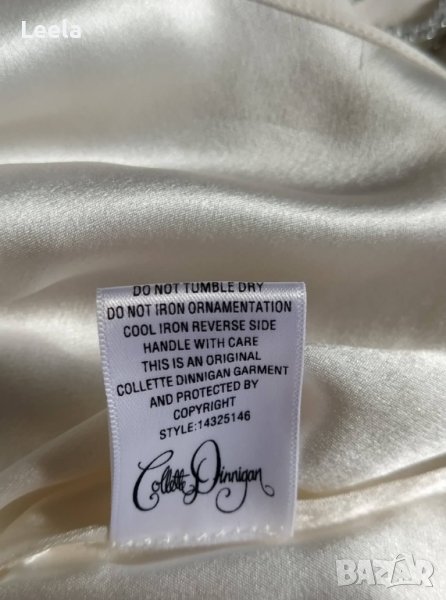 Leela
DO NOT TUMBLE DRY
DO NOT IRON ORNAMENTATION
COOL IRON REVERSE SIDE
HANDLE WITH CARE
THIS IS AN ORIGINAL
COLLETTE DINNIGAN GARMENT
AND PROTECTED BY
COPYRIGHT
STYLE:14325146
Collette Dinnigan
BAZAR